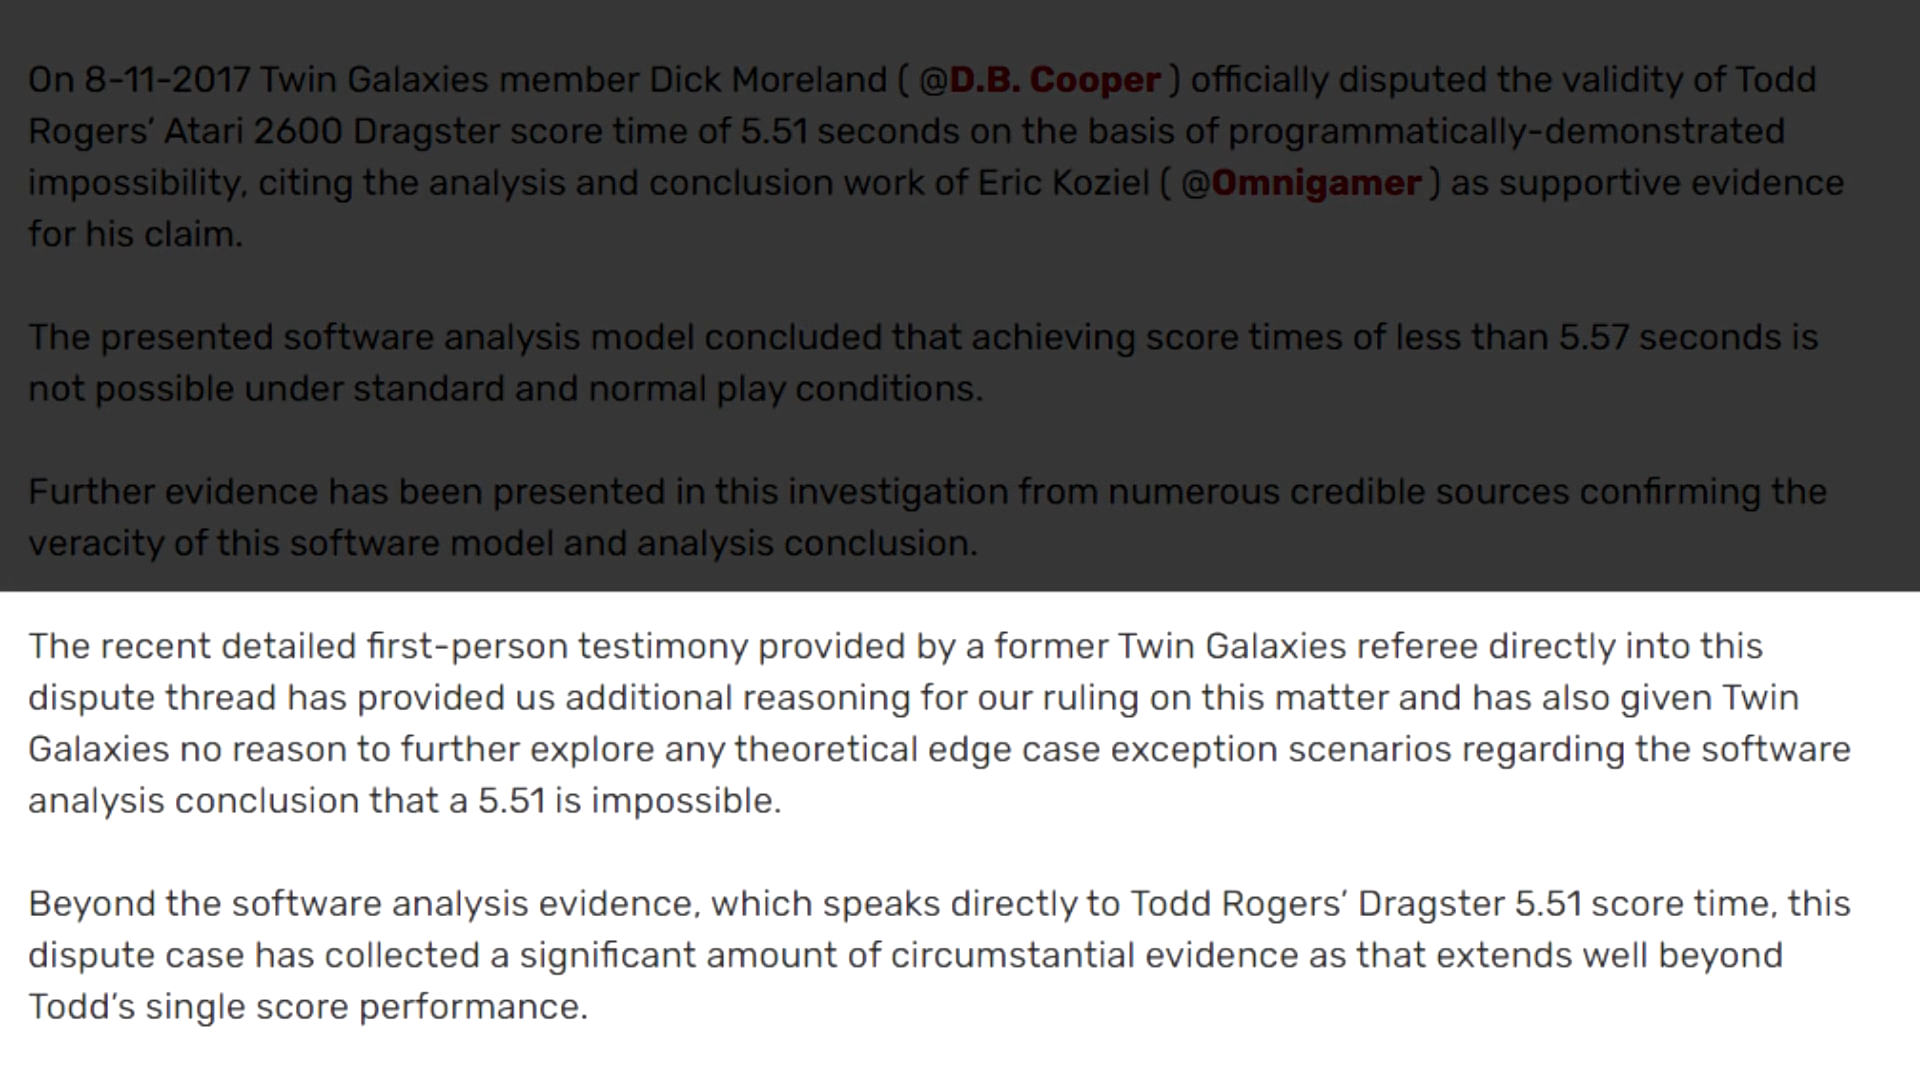 On 8-11-2017 Twin Galaxies member Dick Moreland ( @D.B. Cooper ) officially disputed the validity of Todd
Rogers’ Atari 2600 Dragster score time of 5.51 seconds on the basis of programmatically-demonstrated
impossibility, citing the analysis and conclusion work of Eric Koziel ( @Omnigamer ) as supportive evidence
for his claim.
The presented software analysis model concluded that achieving score times of less than 5.57 seconds is
not possible under standard and normal play conditions.
Further evidence has been presented in this investigation from numerous credible sources confirming the
veracity of this software model and analysis conclusion.
The recent detailed first-person testimony provided by a former Twin Galaxies referee directly into this
dispute thread has provided us additional reasoning for our ruling on this matter and has also given Twin
Galaxies no reason to further explore any theoretical edge case exception scenarios regarding the software
analysis conclusion that a 5.51 is impossible.
Beyond the software analysis evidence, which speaks directly to Todd Rogers’ Dragster 5.51 score time, this
dispute case has collected a significant amount of circumstantial evidence as that extends well beyond
Todd’s single score performance.